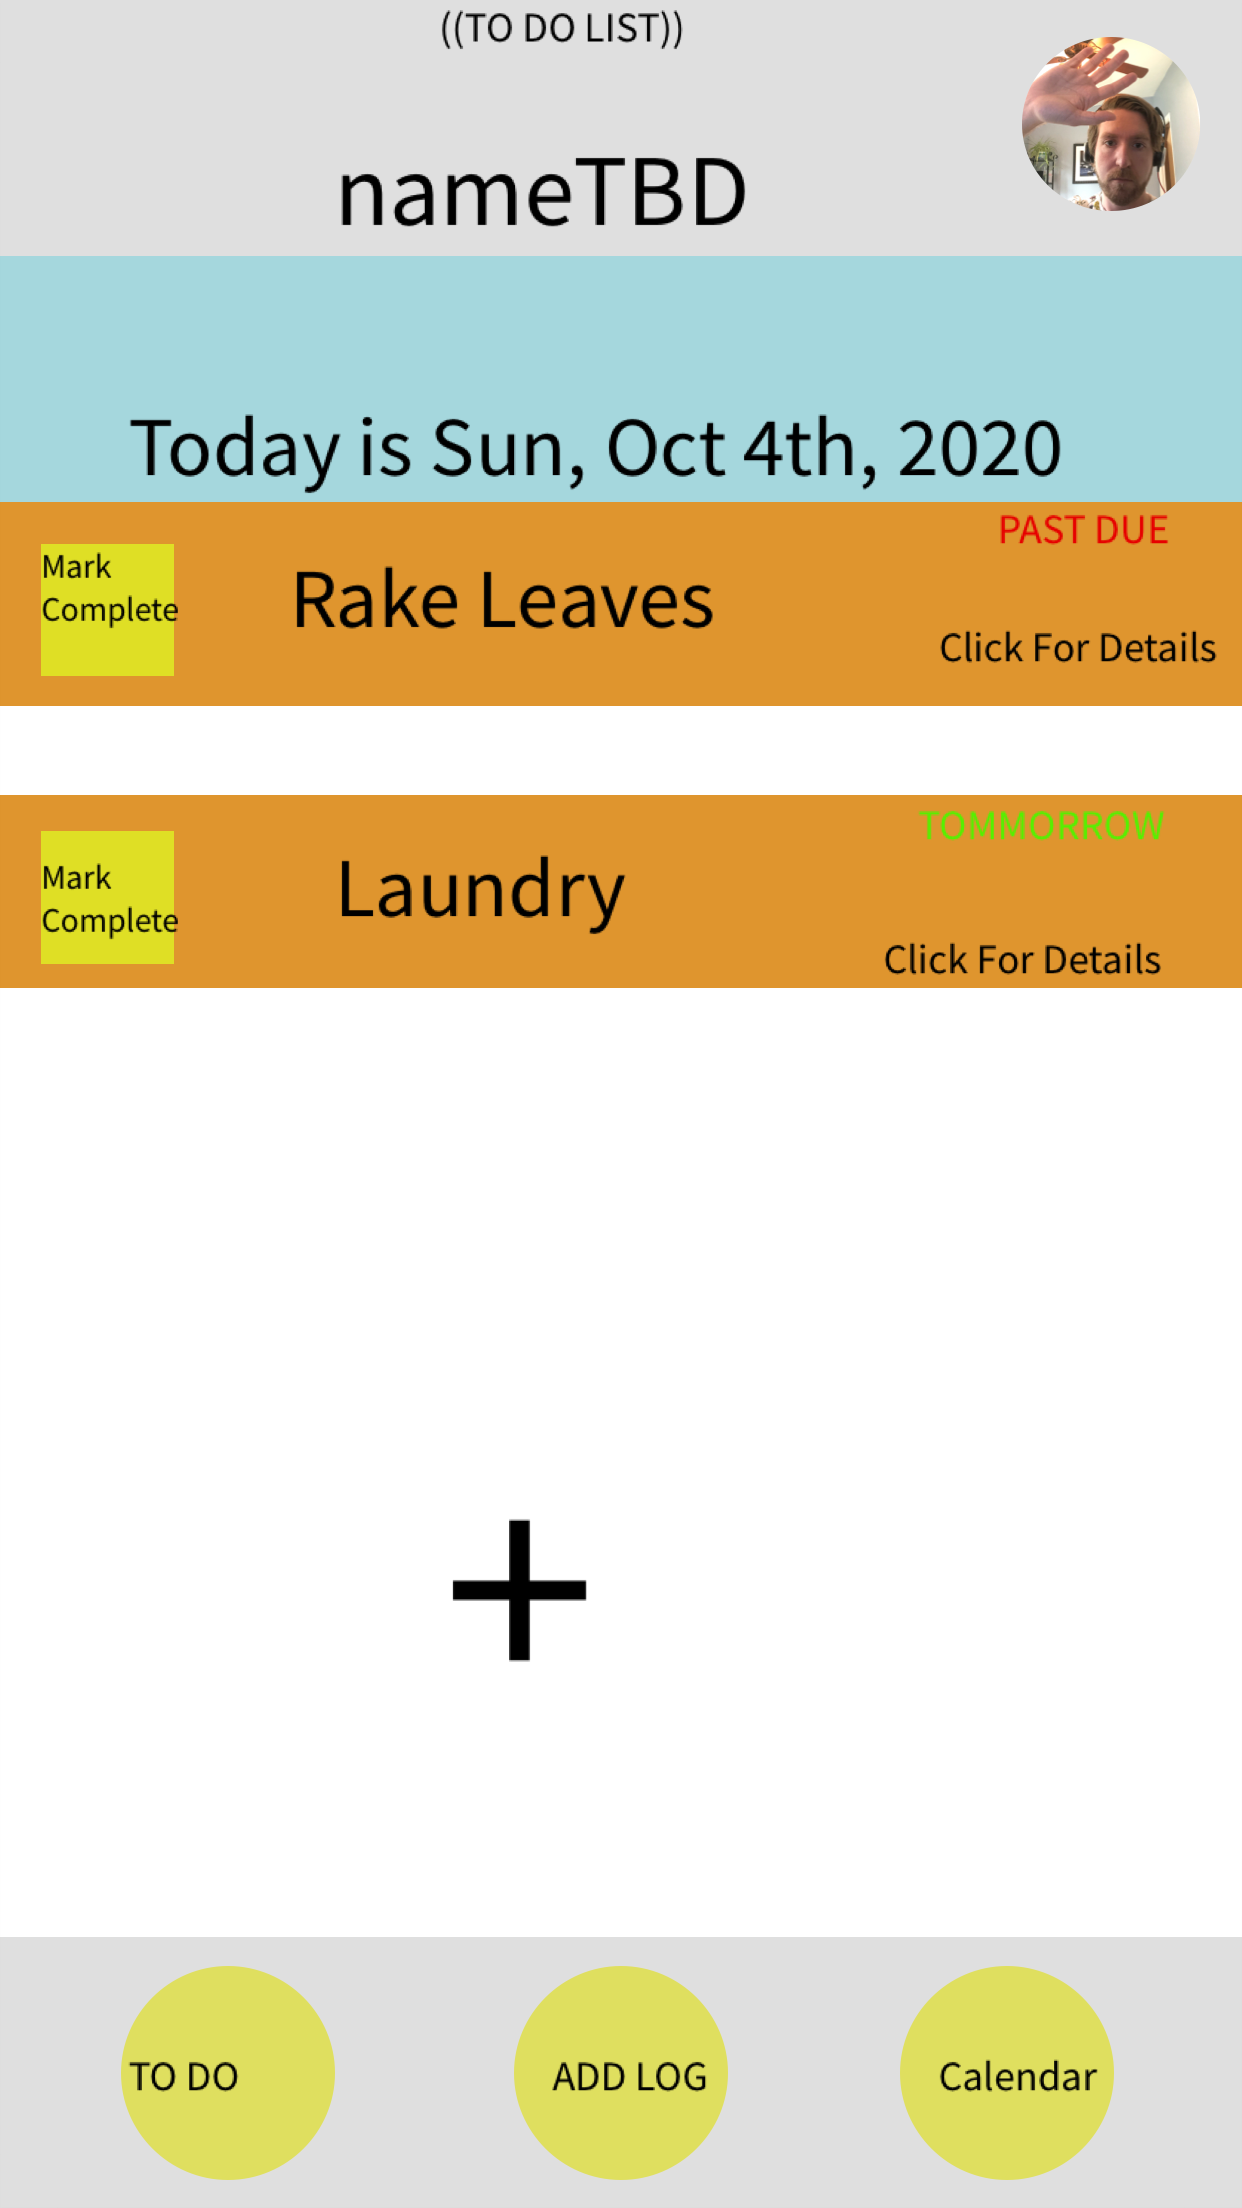 ((TO DO LIST))
nameTBD
Today is Sun, Oct 4th, 2020
PAST DUE
Mark
Complete
Rake Leaves
Click For Details
TOMMORROW
Mark
Complete
Laundry
Click For Details
+
TO DO
ADD LOG
Calendar